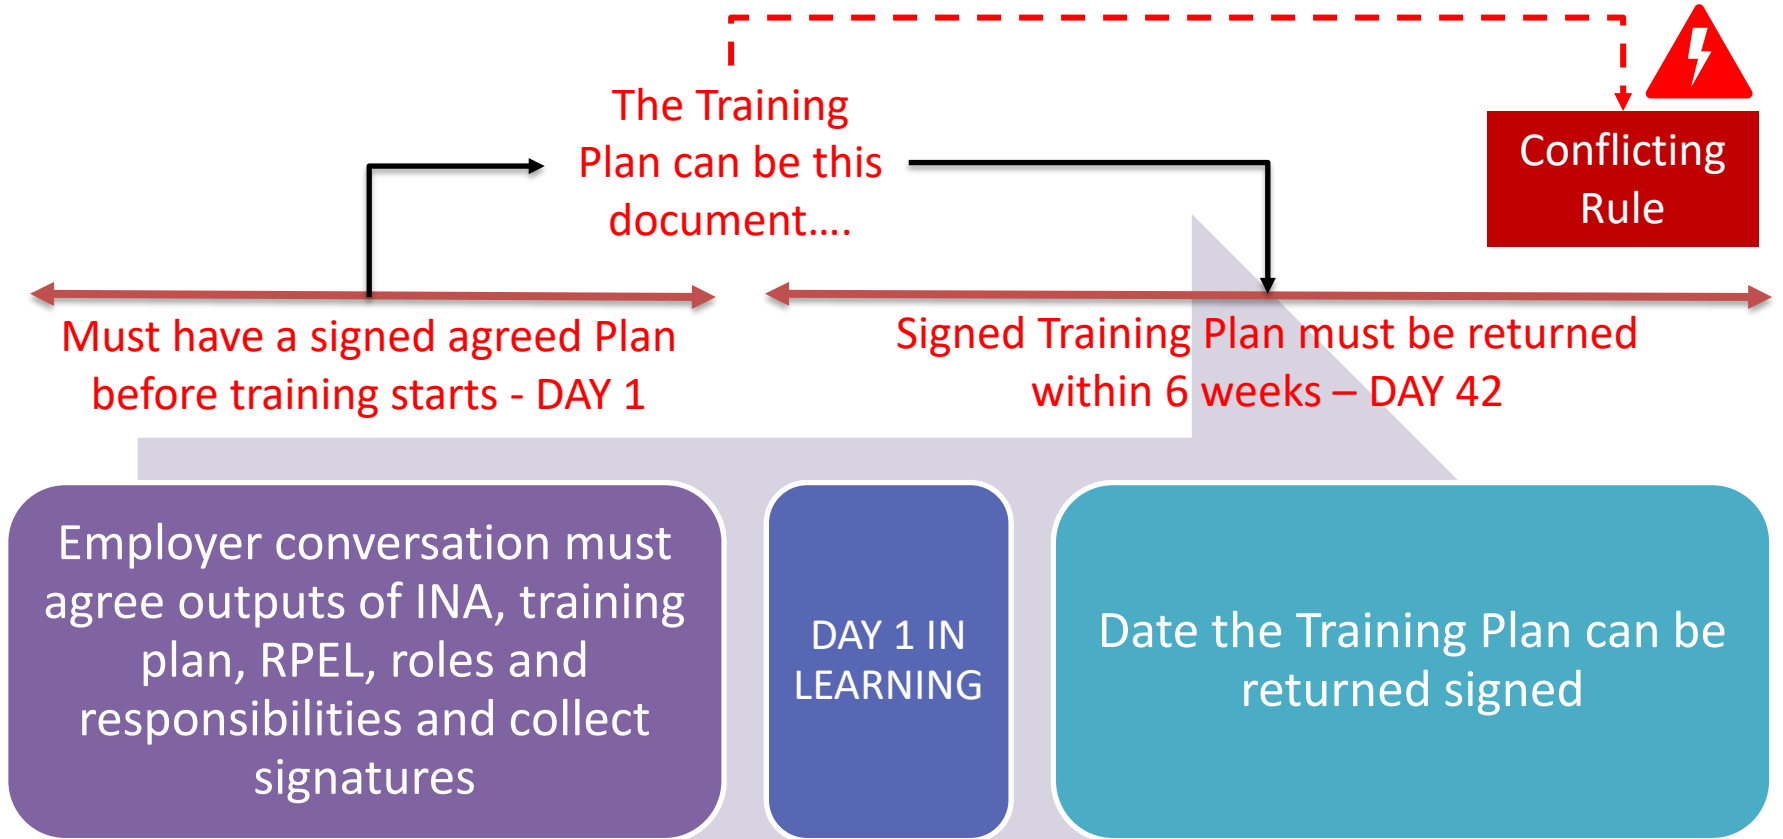 The Training
Plan can be this
document....
Conflicting
Rule
Must have a signed agreed Plan
before training starts - DAY 1
Signed Training Plan must be returned
within 6 weeks – DAY 42
Employer conversation must
agree outputs of INA, training
plan, RPEL, roles and
responsibilities and collect
signatures
DAY 1 IN
LEARNING
Date the Training Plan can be
returned signed